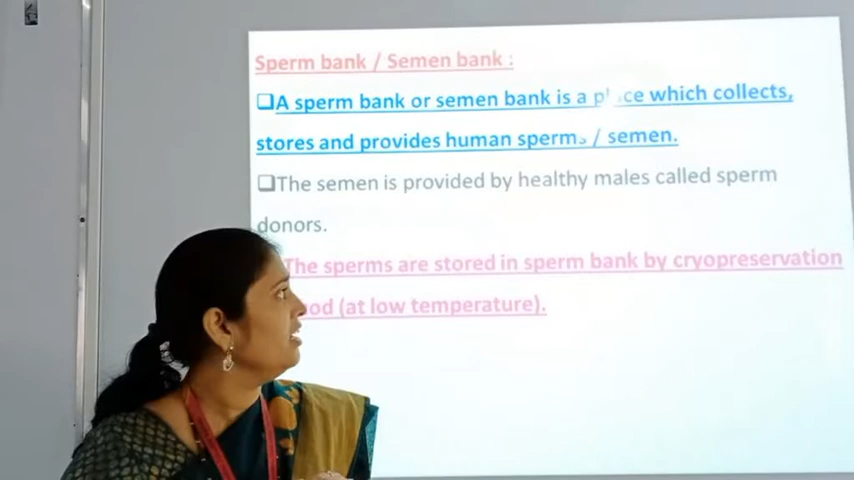 Sperm bank / Semen bank :
❑A sperm bank or semen bank is a place which collects,
stores and provides human sperms / semen.
❑The semen is provided by healthy males called sperm
donors.
The sperms are stored in sperm bank by cryopreservation
(at low temperature).